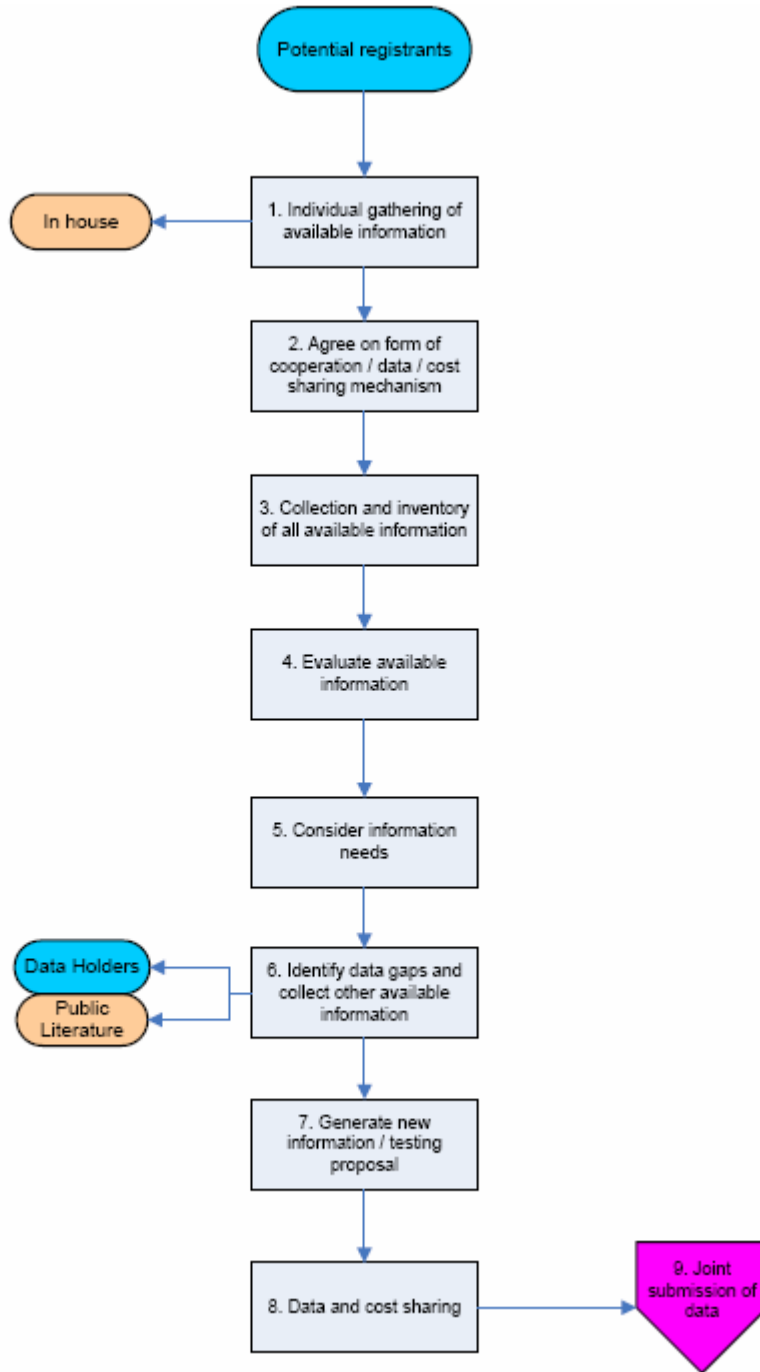 Potential registrants
1. Individual gathering of
available information
In house
2. Agree on form of
cooperation / data / cost
sharing mechanism
3. Collection and inventory
of all available information
4. Evaluate available
information
5. Consider information
needs
6. Identify data gaps and
collect other available
information
Data Holders
Public
Literature
7. Generate new
information / testing
proposal
8. Data and cost sharing
9. Joint
submission of
data